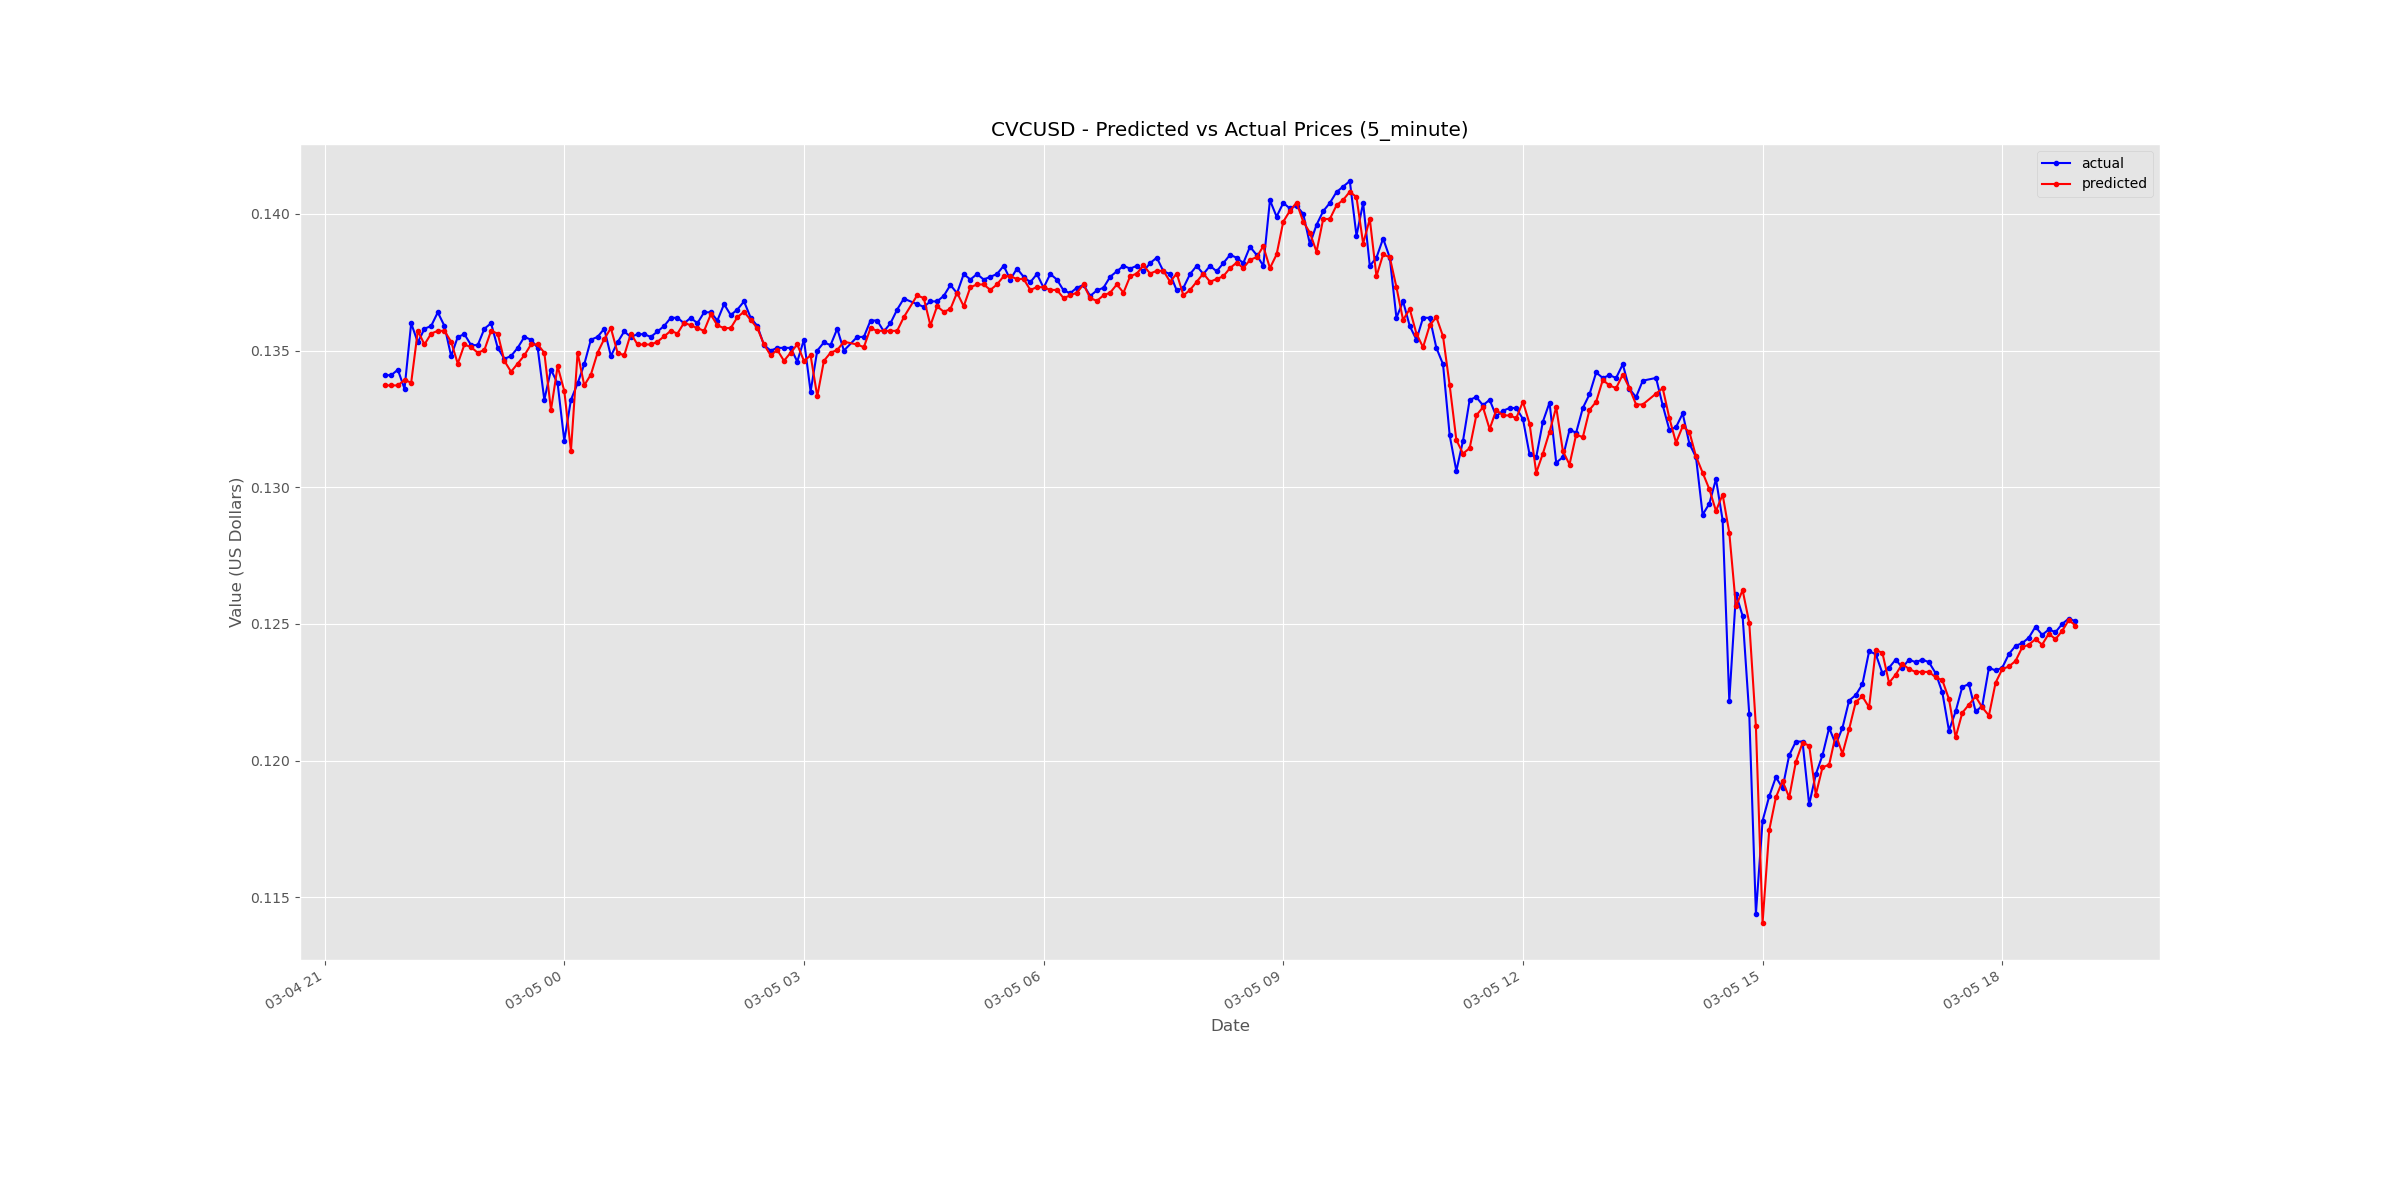 CVCUSD - Predicted vs Actual Prices (5_minute)
actual
predicted
0.140
0.135
0.130
0.125
0.120
0.115
Value (US Dollars)
03-04 21
03-05 00
03-05 03
03-05 06
03-05 09
03-05 12
03-05 15
03-05 18
Date